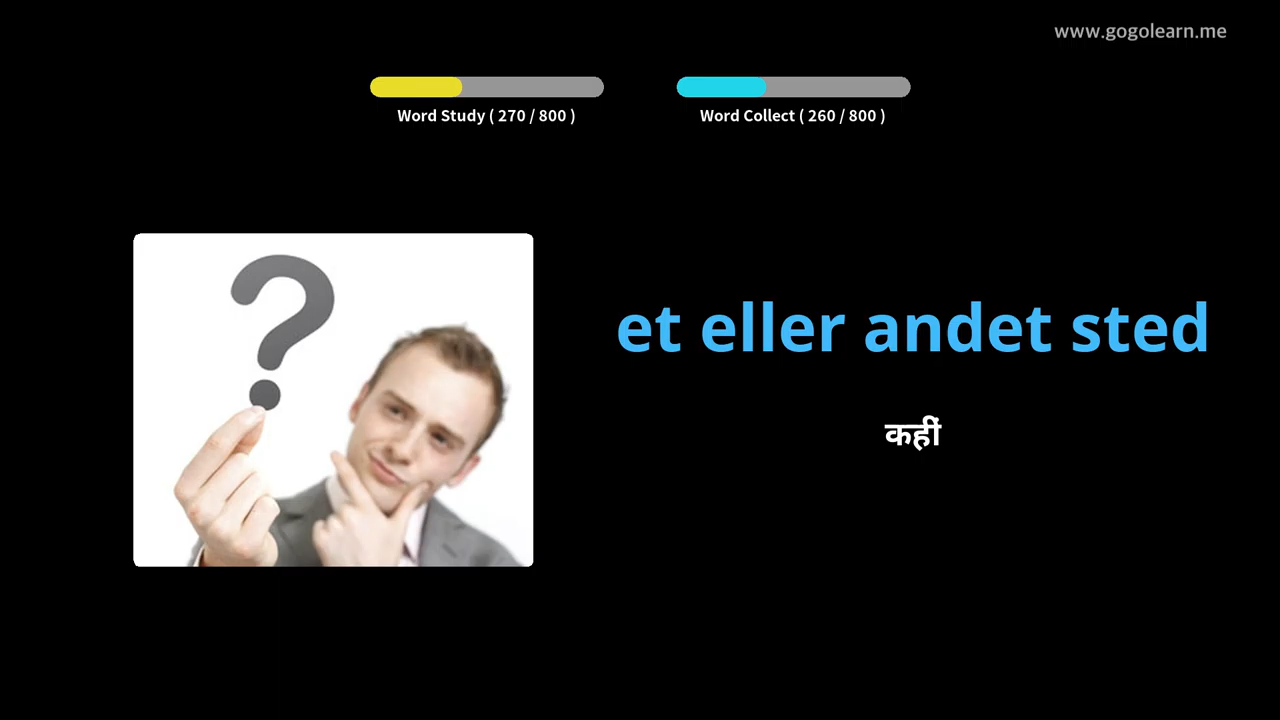 www.gogolearn.me
Word Study ( 270 / 800 )
Word Collect ( 260 / 800 )
et eller andet sted
कहीं